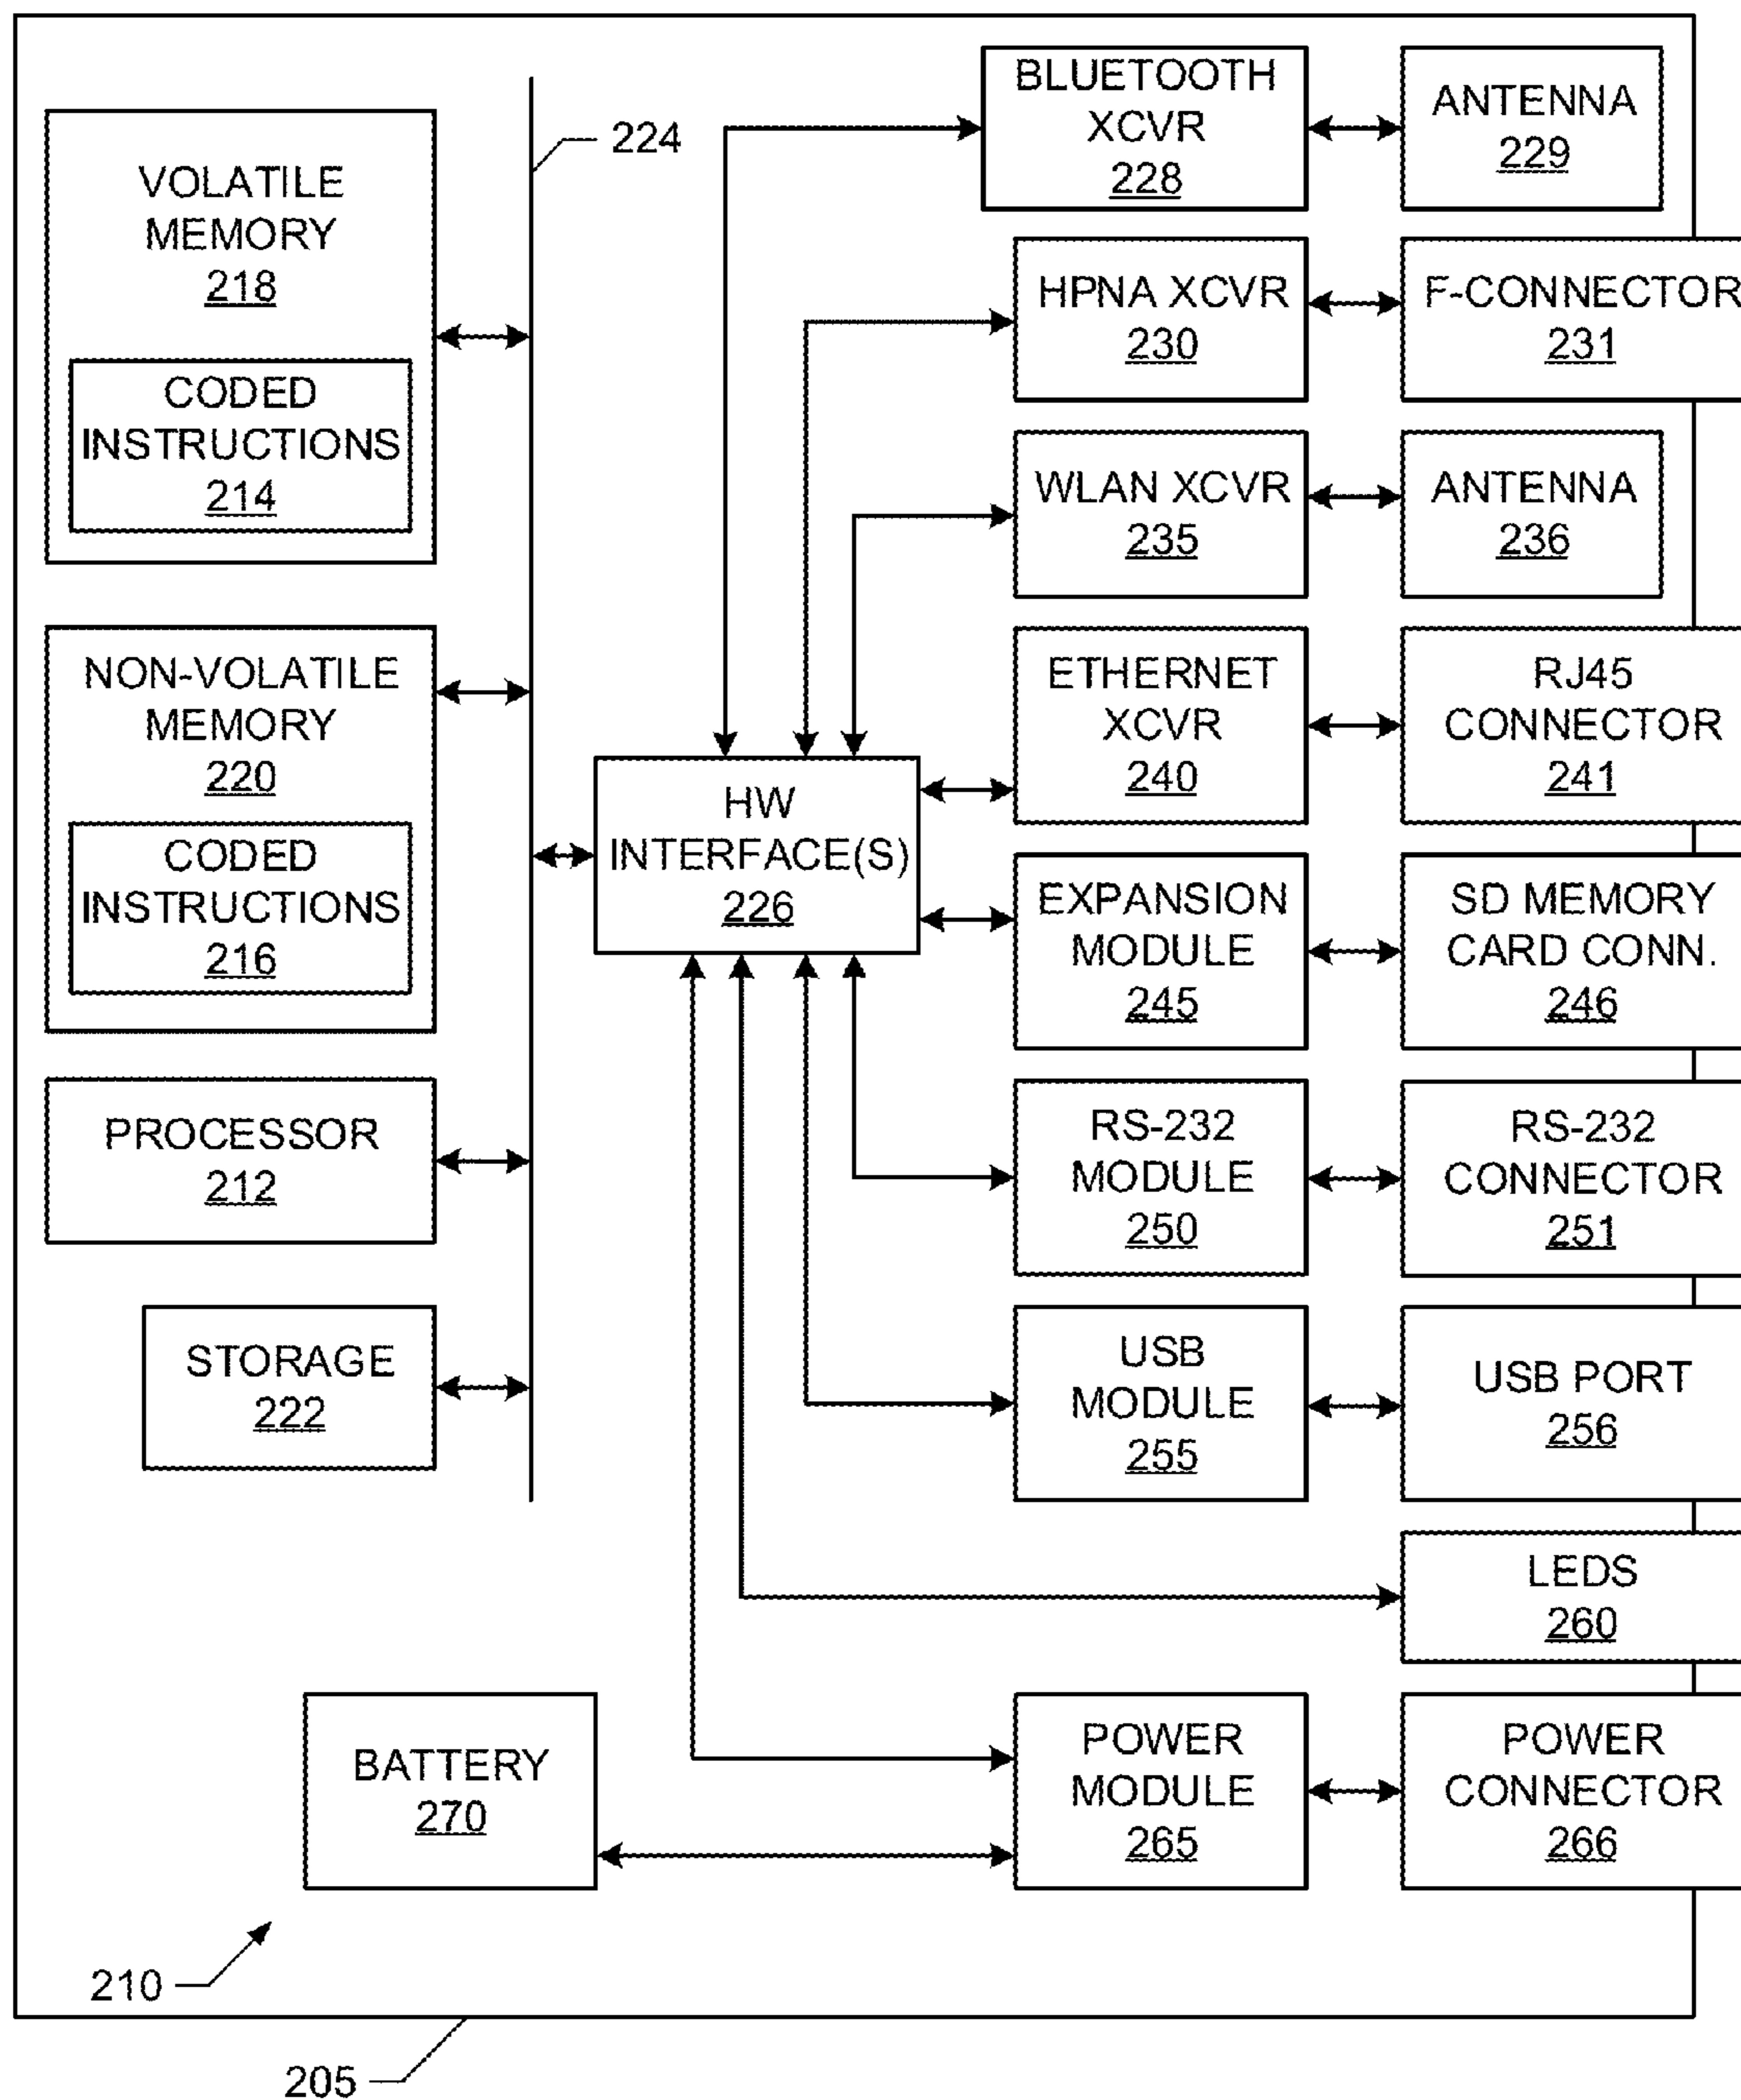 VOLATILE
MEMORY
218
CODED
INSTRUCTIONS
214
NON-VOLATILE
MEMORY
220
CODED
INSTRUCTIONS
216
PROCESSOR
212
STORAGE
222
BATTERY
270
210
205
224
HW
INTERFACE(S)
226
BLUETOOTH
XCVR
228
ANTENNA
229
HPNA XCVR
230
F-CONNECTOR
231
WLAN XCVR
235
ANTENNA
236
ETHERNET
XCVR
240
RJ45
CONNECTOR
241
EXPANSION
MODULE
245
SD MEMORY
CARD CONN.
246
RS-232
MODULE
250
RS-232
CONNECTOR
251
USB
MODULE
255
USB PORT
256
LEDS
260
POWER
MODULE
265
POWER
CONNECTOR
266